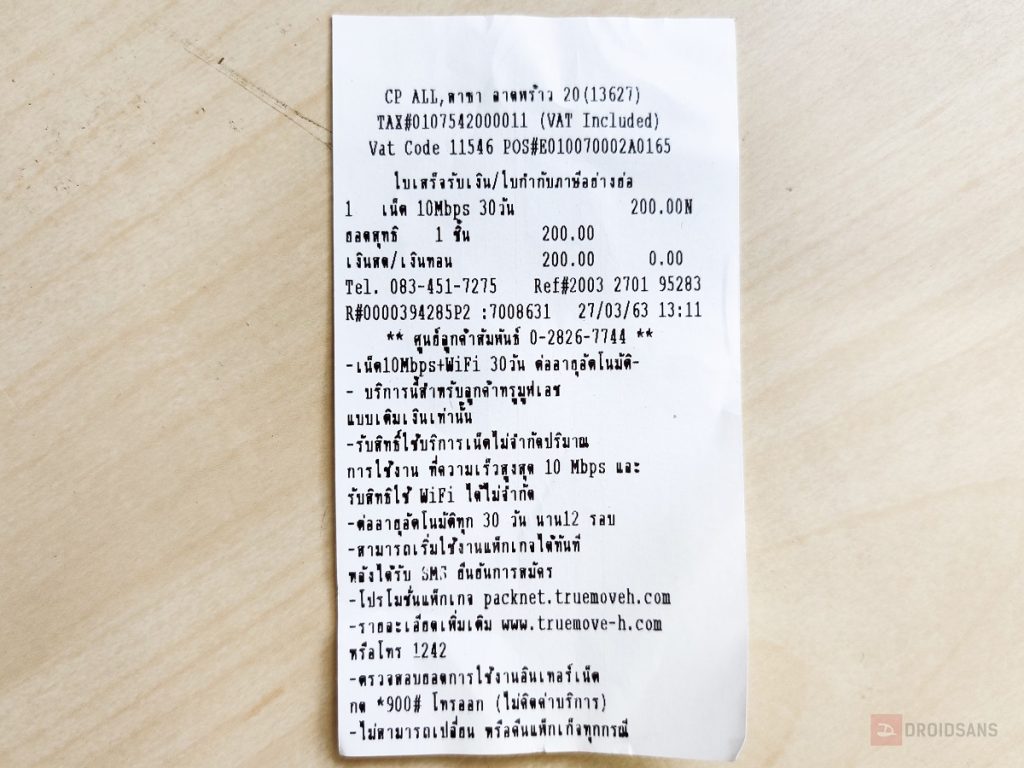 CP ALL,สาขา ลาดพร้าว 20(13627)
TAX#0107542000011 (VAT Included)
Vat Code 11546 POS#E010070002A0165
ใบเสร็จรับเงิน/ใบกำกับภาษีอย่างย่อ
1 เน็ต 10Mbps 30วัน 200.00N
ยอดสุทธิ 1 ชิ้น 200.00
เงินสด/เงินทอน 200.00 0.00
Tel. 083-451-7275 Ref#2003 2701 95283
R#0000394285P2 :7008631 27/03/63 13:11
** ศูนย์ลูกค้าสัมพันธ์ 0-2826-7744 **
-เน็ต10Mbps+WiFi 30วัน ต่ออายุอัตโนมัติ-
- บริการนี้สำหรับลูกค้าทรูมูฟเอช
แบบเติมเงินเท่านั้น
-รับสิทธิ์ใช้บริการเน็ตไม่จำกัดปริมาณ
การใช้งาน ที่ความเร็วสูงสุด 10 Mbps และ
รับสิทธิใช้ WiFi ได้ไม่จำกัด
-ต่ออายุอัตโนมัติทุก 30 วัน นาน12 รอบ
-สามารถเริ่มใช้งานแพ็กเกจได้ทันที
หลังได้รับ SMS ยืนยันการสมัคร
-โปรโมชั่นแพ็กเกจ packnet.truemoveh.com
-รายละเอียดเพิ่มเติม www.truemove-h.com
หรือโทร 1242
-ตรวจสอบยอดการใช้งานอินเทอร์เน็ต
กด *900# โทรออก (ไม่คิดค่าบริการ)
-ไม่สามารถเปลี่ยน หรือคืนแพ็กเก็จทุกกรณี
DROIDSANS